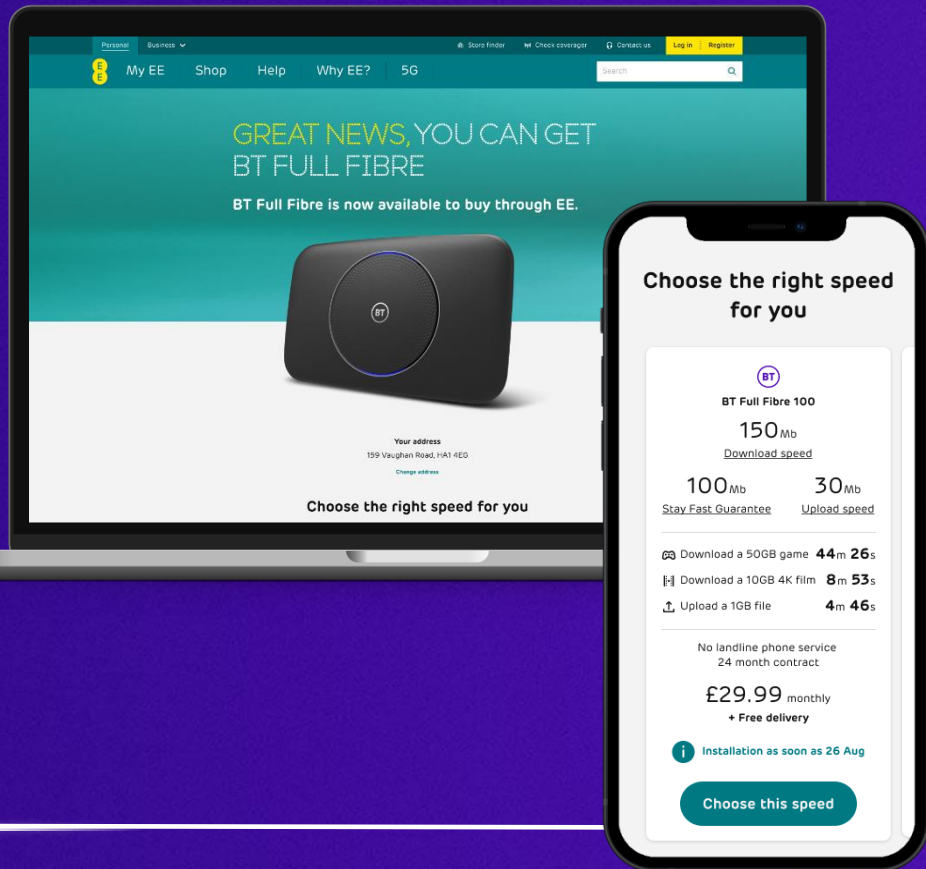 Personal Business
Store finder Check coverager Contact us Log in Register
EE My EE Shop Help Why EE? 5G Search
GREAT NEWS, YOU CAN GET
BT FULL FIBRE
BT Full Fibre is now available to buy through EE.
BT
Your address
159 Vaughan Road, HA1 4EG
Change address
Choose the right speed for you
Choose the right speed
for you
BT
BT Full Fibre 100
150Mb
Download speed
100Mb 30Mb
Stay Fast Guarantee Upload speed
Download a 50GB game 44m 26s
Download a 10GB 4K film 8m 53s
Upload a 1GB file 4m 46s
No landline phone service
24 month contract
£29.99 monthly
+ Free delivery
i Installation as soon as 26 Aug
Choose this speed